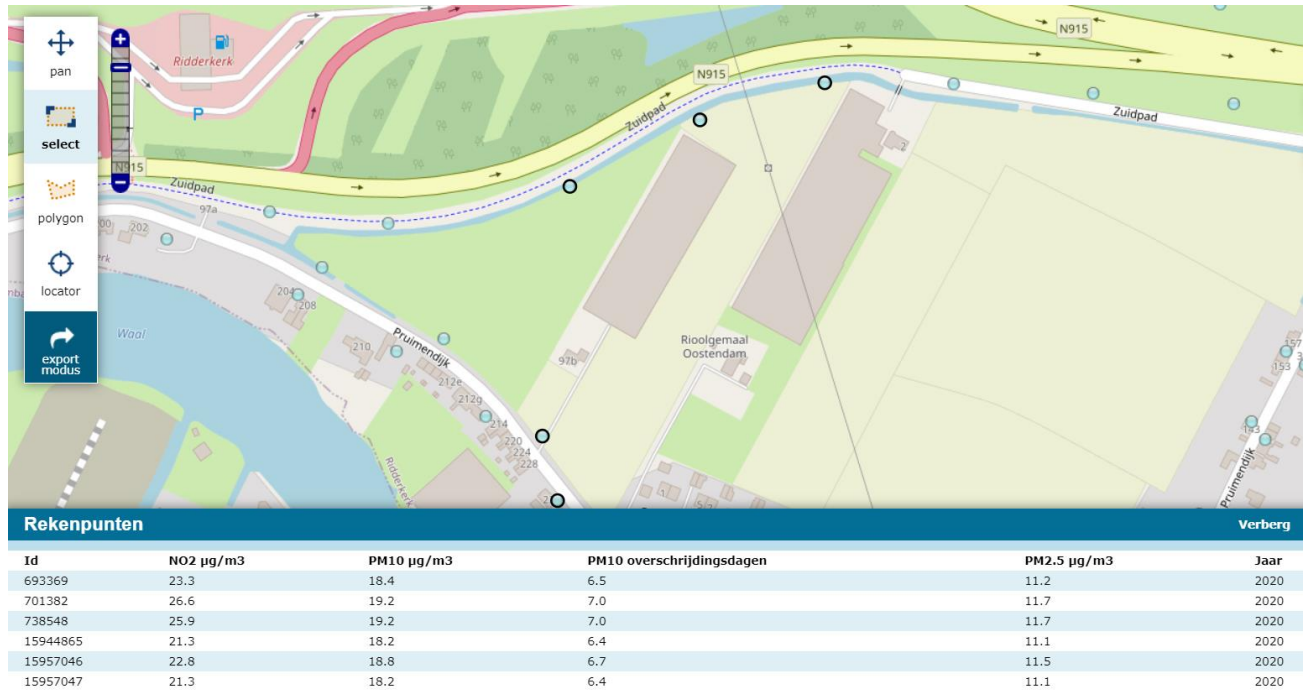 pan
select
polygon
locator
export
modus
+
−
Ridderkerk
P
N915
N915
N915
Zuidpad
Zuidpad
Zuidpad
97a
202
204
208
210
212e
212g
214
220
224
228
97b
2
1
Waal
Pruimendijk
Pruimendijk
Ridderkerk
Rioolgemaal
Oostendam
157
153
143
Rekenpunten Verberg
Id NO2 µg/m3 PM10 µg/m3 PM10 overschrijdingsdagen PM2.5 µg/m3 Jaar
693369 23.3 18.4 6.5 11.2 2020
701382 26.6 19.2 7.0 11.7 2020
738548 25.9 19.2 7.0 11.7 2020
15944865 21.3 18.2 6.4 11.1 2020
15957046 22.8 18.8 6.7 11.5 2020
15957047 21.3 18.2 6.4 11.1 2020